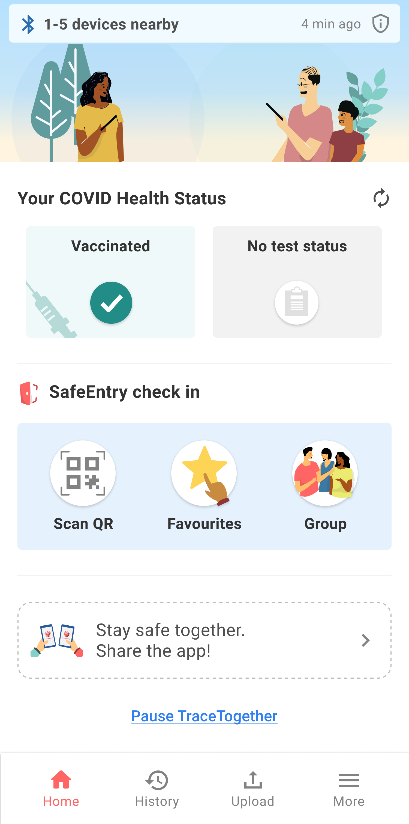 1-5 devices nearby
4 min ago
Your COVID Health Status
Vaccinated
No test status
SafeEntry check in
Scan QR
Favourites
Group
Stay safe together.
Share the app!
Pause TraceTogether
Home
History
Upload
More